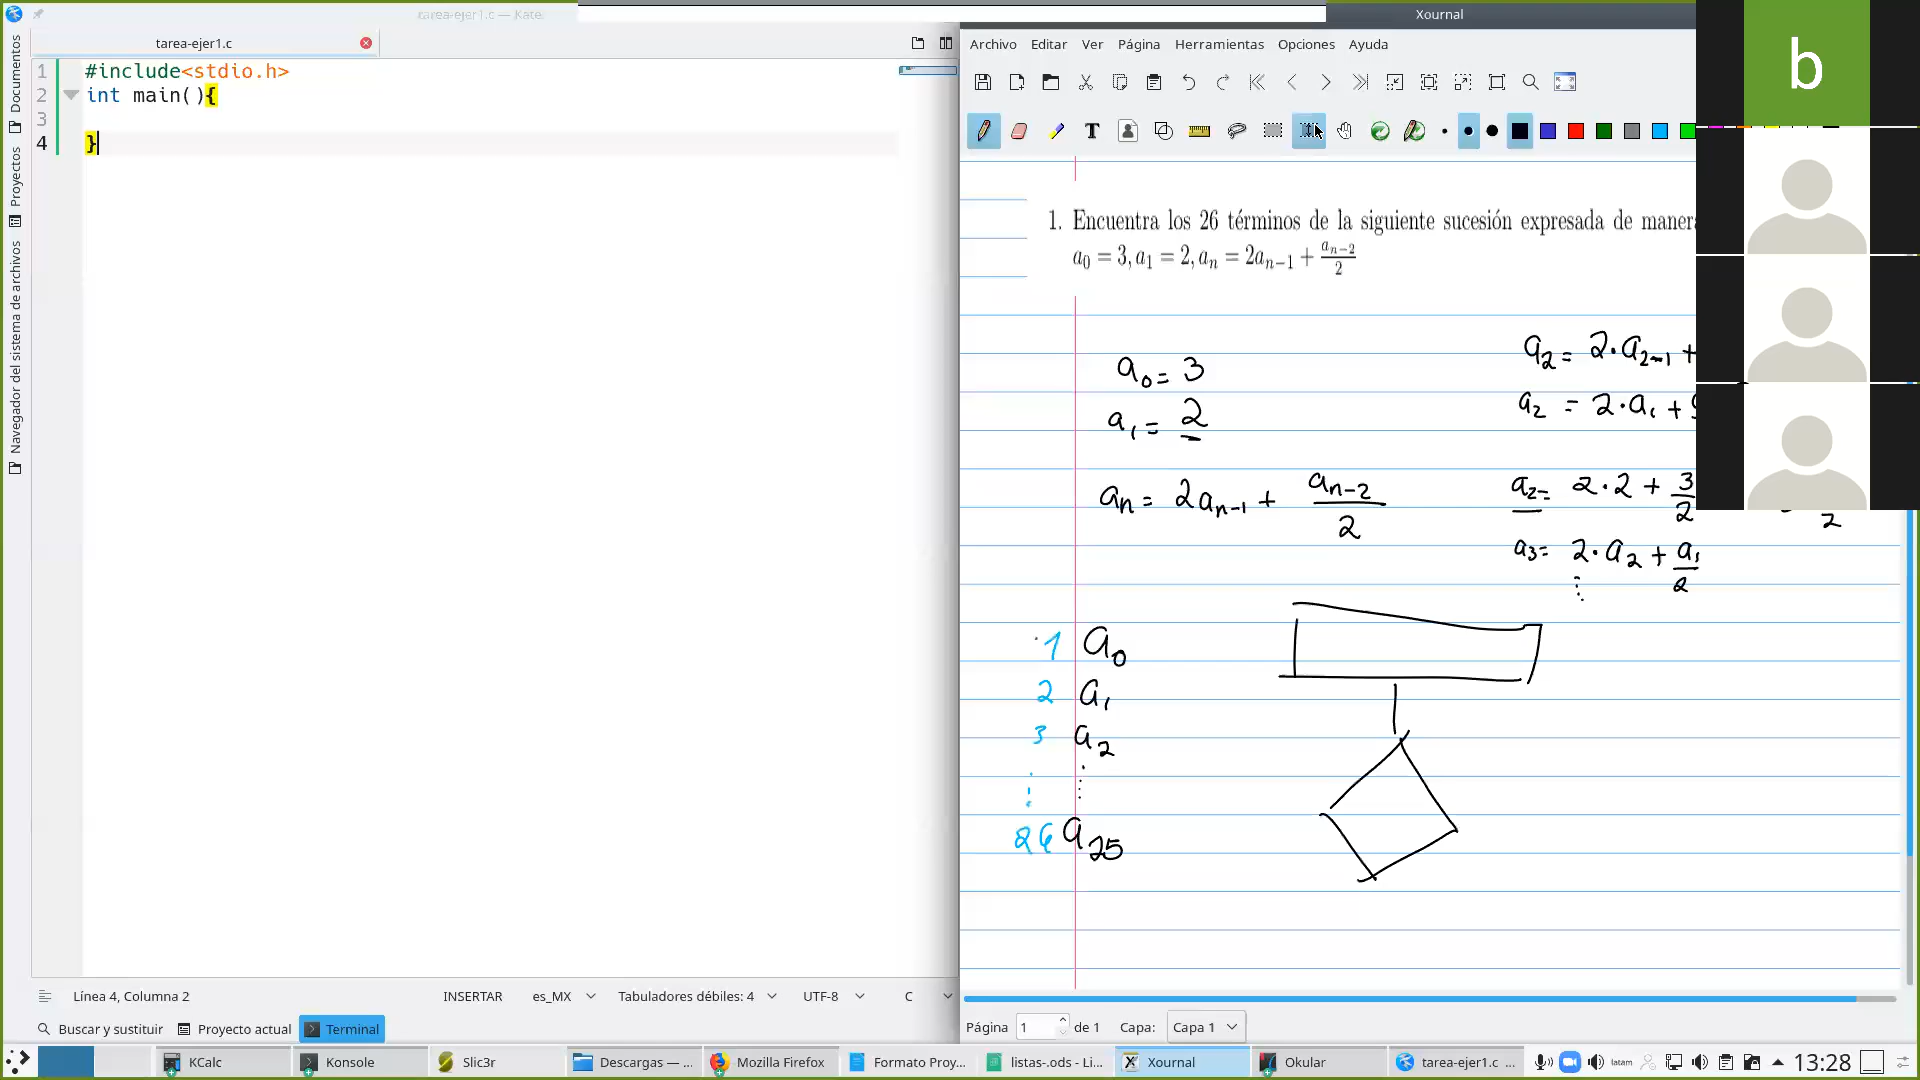 tarea-ejer1.c — Kate
Xournal
b
tarea-ejer1.c
Archivo Editar Ver Página Herramientas Opciones Ayuda
Documentos
Proyectos
Navegador del sistema de archivos
1 #include<stdio.h>
2 int main(){
3
4 }
T
1. Encuentra los 26 términos de la siguiente sucesión expresada de manera
a₀ = 3, a₁ = 2, aₙ = 2aₙ₋₁ + aₙ₋₂/2
a₀ = 3
a₁ = 2
aₙ = 2aₙ₋₁ + aₙ₋₂/2
a₂ = 2·a₂₋₁ +
a₂ = 2·a₁ +
a₂ = 2·2 + 3/2
2
a₃ = 2·a₂ + a₁/2
⋮
1 a₀
2 a₁
3 a₂
⋮ ⋮
26 a₂₅
Línea 4, Columna 2 INSERTAR es_MX Tabuladores débiles: 4 UTF-8 C
Buscar y sustituir Proyecto actual Terminal
Página 1 de 1 Capa: Capa 1
KCalc Konsole Slic3r Descargas — ... Mozilla Firefox Formato Proy... listas-.ods - Li... Xournal Okular tarea-ejer1.c ... latam 13:28